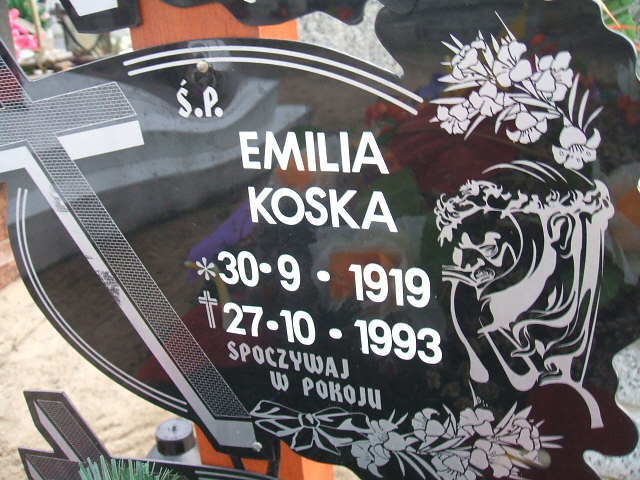 Ś.P.
EMILIA
KOSKA
*30·9·1919
†27·10·1993
SPOCZYWAJ
W POKOJU